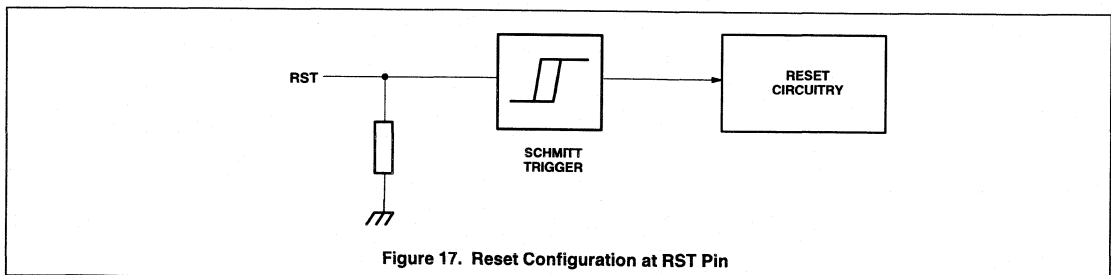 RST
SCHMITT
TRIGGER
RESET
CIRCUITRY
Figure 17. Reset Configuration at RST Pin